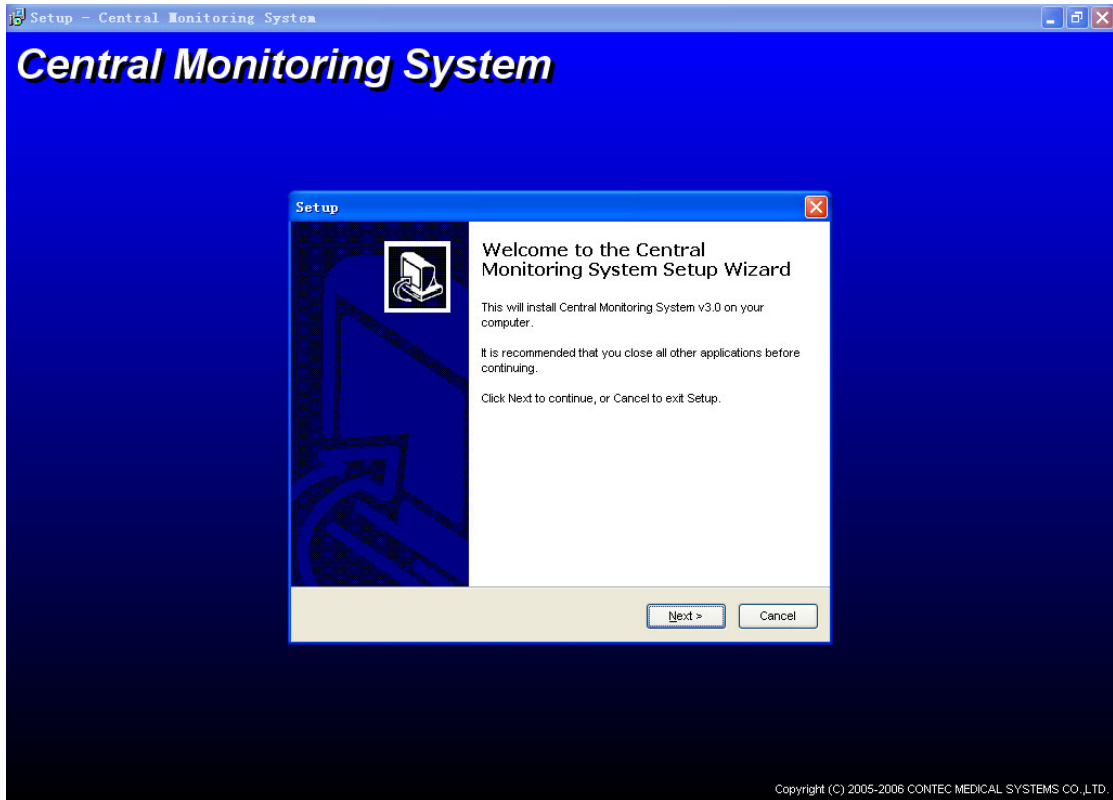 Setup - Central Monitoring System
Central Monitoring System
Setup
Welcome to the Central
Monitoring System Setup Wizard
This will install Central Monitoring System v3.0 on your
computer.
It is recommended that you close all other applications before
continuing.
Click Next to continue, or Cancel to exit Setup.
Next >
Cancel
Copyright (C) 2005-2006 CONTEC MEDICAL SYSTEMS CO.,LTD.